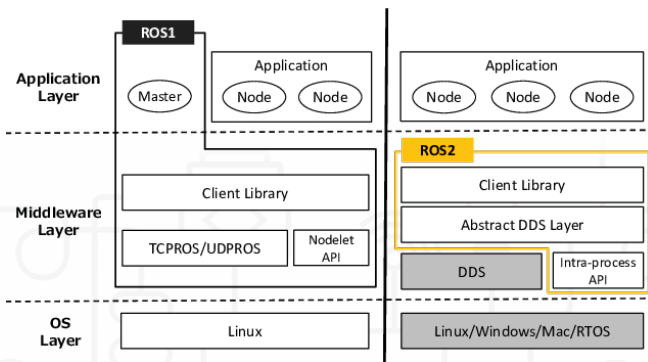 ROS1
Application
Layer
Master
Application
Node
Node
Application
Node
Node
Node
ROS2
Middleware
Layer
Client Library
TCPROS/UDPROS
Nodelet
API
Client Library
Abstract DDS Layer
DDS
Intra-process
API
OS
Layer
Linux
Linux/Windows/Mac/RTOS